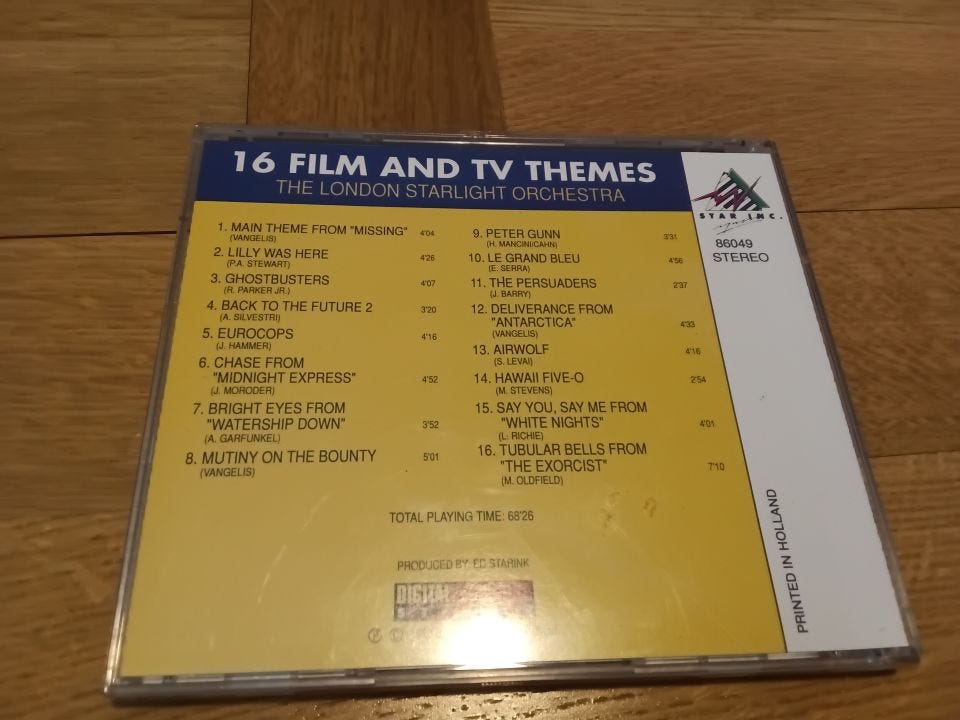 16 FILM AND TV THEMES
THE LONDON STARLIGHT ORCHESTRA
STAR INC.
86049
STEREO
1. MAIN THEME FROM "MISSING" 4'04
(VANGELIS)
2. LILLY WAS HERE 4'26
(P.A. STEWART)
3. GHOSTBUSTERS 4'07
(R. PARKER JR.)
4. BACK TO THE FUTURE 2 3'20
(A. SILVESTRI)
5. EUROCOPS 4'16
(J. HAMMER)
6. CHASE FROM
"MIDNIGHT EXPRESS" 4'52
(J. MORODER)
7. BRIGHT EYES FROM
"WATERSHIP DOWN" 3'52
(A. GARFUNKEL)
8. MUTINY ON THE BOUNTY 5'01
(VANGELIS)
9. PETER GUNN 3'31
(H. MANCINI/CAHN)
10. LE GRAND BLEU 4'56
(E. SERRA)
11. THE PERSUADERS 2'37
(J. BARRY)
12. DELIVERANCE FROM
"ANTARCTICA" 4'33
(VANGELIS)
13. AIRWOLF 4'16
(S. LEVAI)
14. HAWAII FIVE-O 2'54
(M. STEVENS)
15. SAY YOU, SAY ME FROM
"WHITE NIGHTS" 4'01
(L. RICHIE)
16. TUBULAR BELLS FROM
"THE EXORCIST" 7'10
(M. OLDFIELD)
TOTAL PLAYING TIME: 68'26
PRODUCED BY: ED STARINK
DIGITAL
PRINTED IN HOLLAND